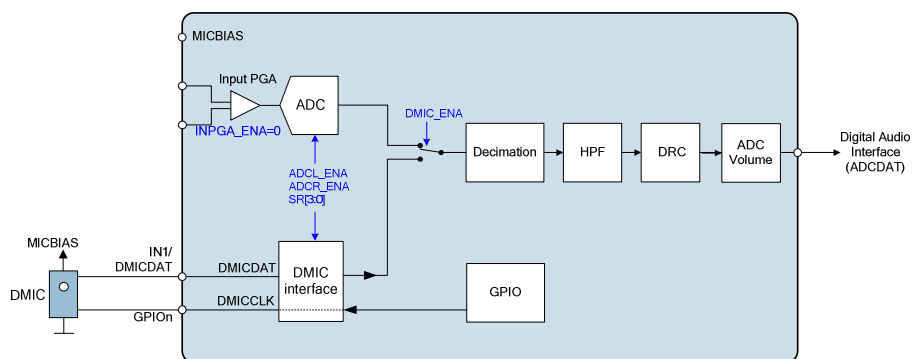 MICBIAS
Input PGA
ADC
INPGA_ENA=0
DMIC_ENA
Decimation
HPF
DRC
ADC
Volume
Digital Audio
Interface
(ADCDAT)
ADCL_ENA
ADCR_ENA
SR[3:0]
MICBIAS
IN1/
DMICDAT
DMIC
GPIOn
DMICDAT
DMICCLK
DMIC
interface
GPIO